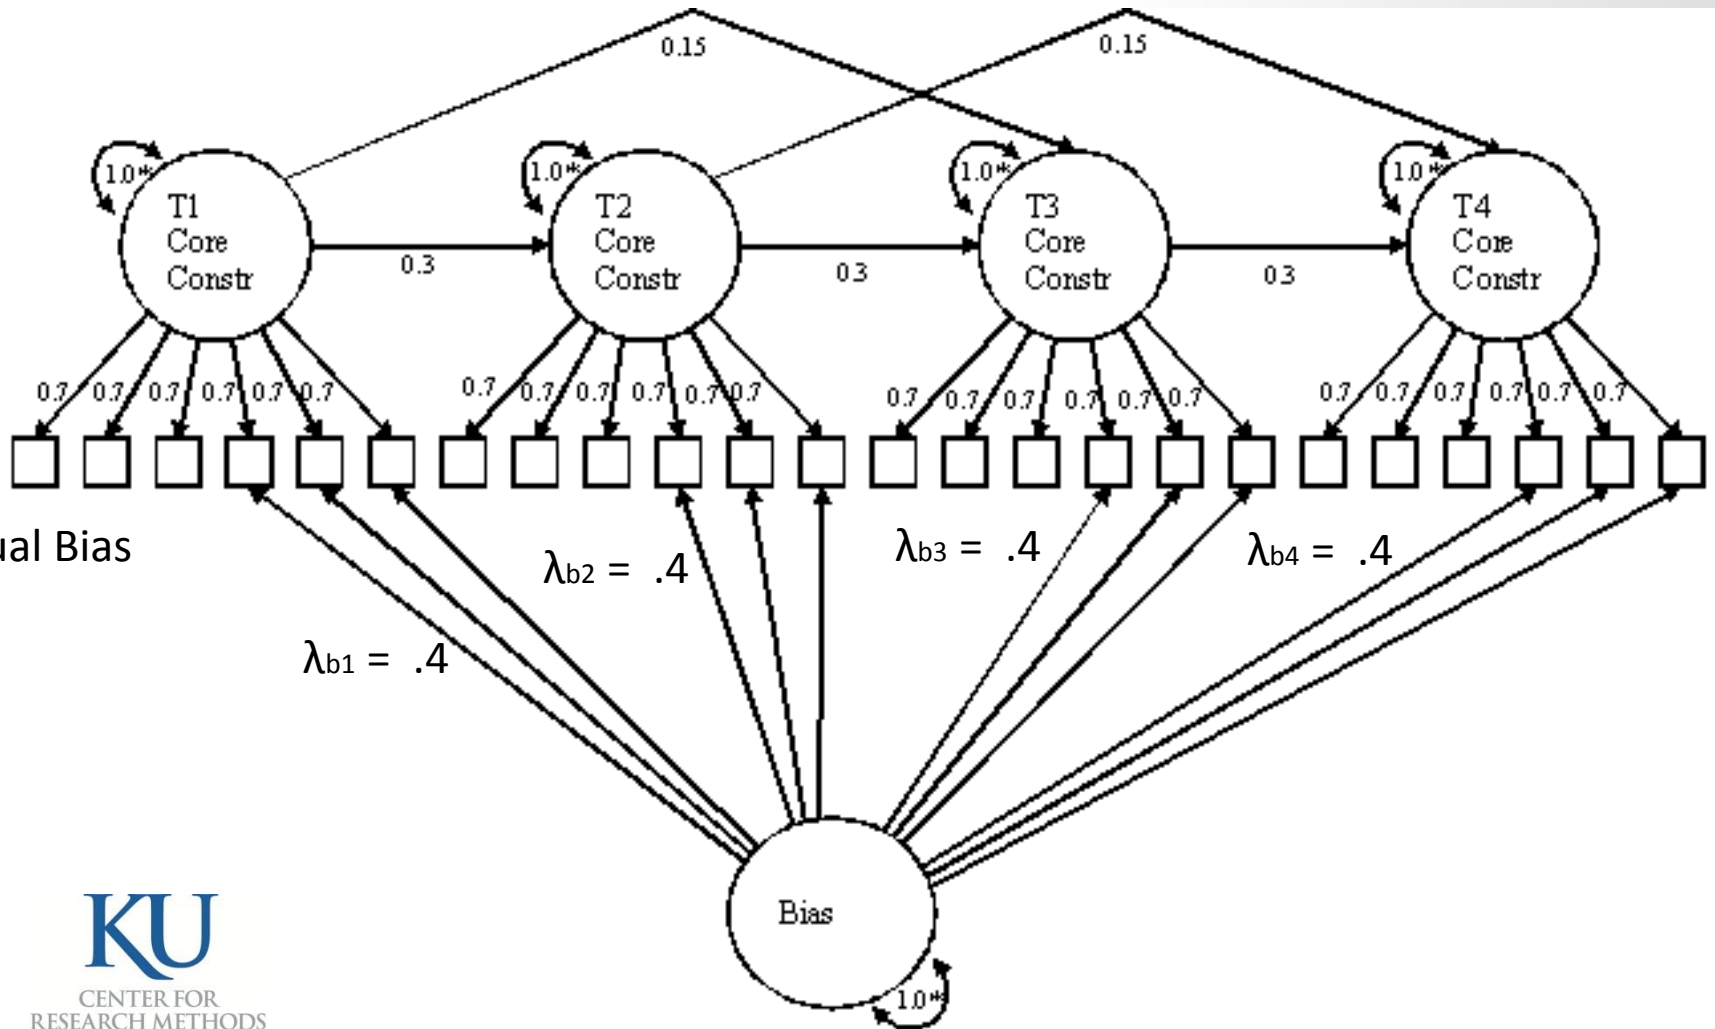 0.15
0.15
1.0*
1.0*
1.0*
1.0*
T1
Core
Constr
T2
Core
Constr
T3
Core
Constr
T4
Core
Constr
0.3
0.3
0.3
0.7 0.7 0.7 0.7 0.7 0.7
0.7 0.7 0.7 0.7 0.7 0.7
0.7 0.7 0.7 0.7 0.7 0.7
0.7 0.7 0.7 0.7 0.7 0.7
ual Bias
λb2 = .4
λb3 = .4
λb4 = .4
λb1 = .4
Bias
1.0*
KU
CENTER FOR
RESEARCH METHODS